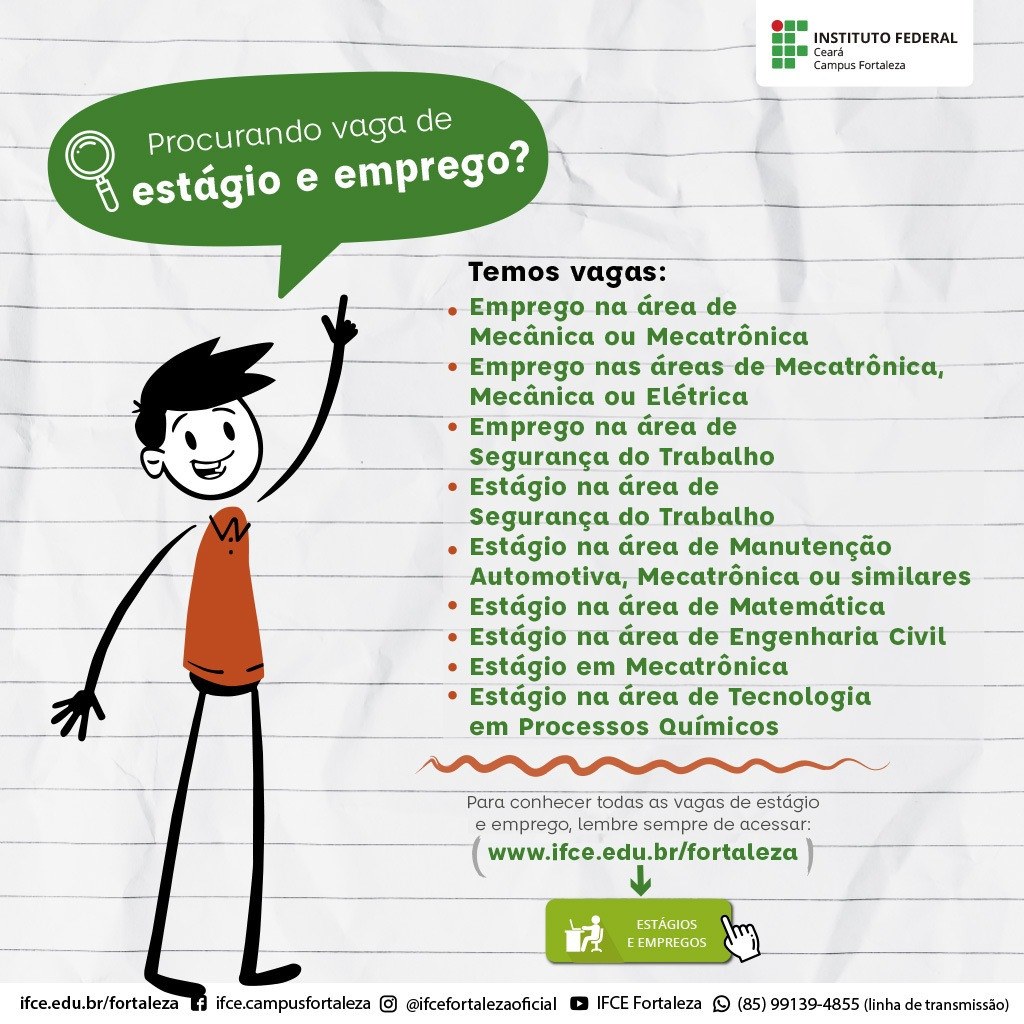 INSTITUTO FEDERAL
Ceará
Campus Fortaleza
Procurando vaga de
estágio e emprego?
Temos vagas:
• Emprego na área de
Mecânica ou Mecatrônica
• Emprego nas áreas de Mecatrônica,
Mecânica ou Elétrica
• Emprego na área de
Segurança do Trabalho
• Estágio na área de
Segurança do Trabalho
• Estágio na área de Manutenção
Automotiva, Mecatrônica ou similares
• Estágio na área de Matemática
• Estágio na área de Engenharia Civil
• Estágio em Mecatrônica
• Estágio na área de Tecnologia
em Processos Químicos
Para conhecer todas as vagas de estágio
e emprego, lembre sempre de acessar:
( www.ifce.edu.br/fortaleza )
ESTÁGIOS
E EMPREGOS
ifce.edu.br/fortaleza ifce.campusfortaleza @ifcefortalezaoficial IFCE Fortaleza (85) 99139-4855 (linha de transmissão)